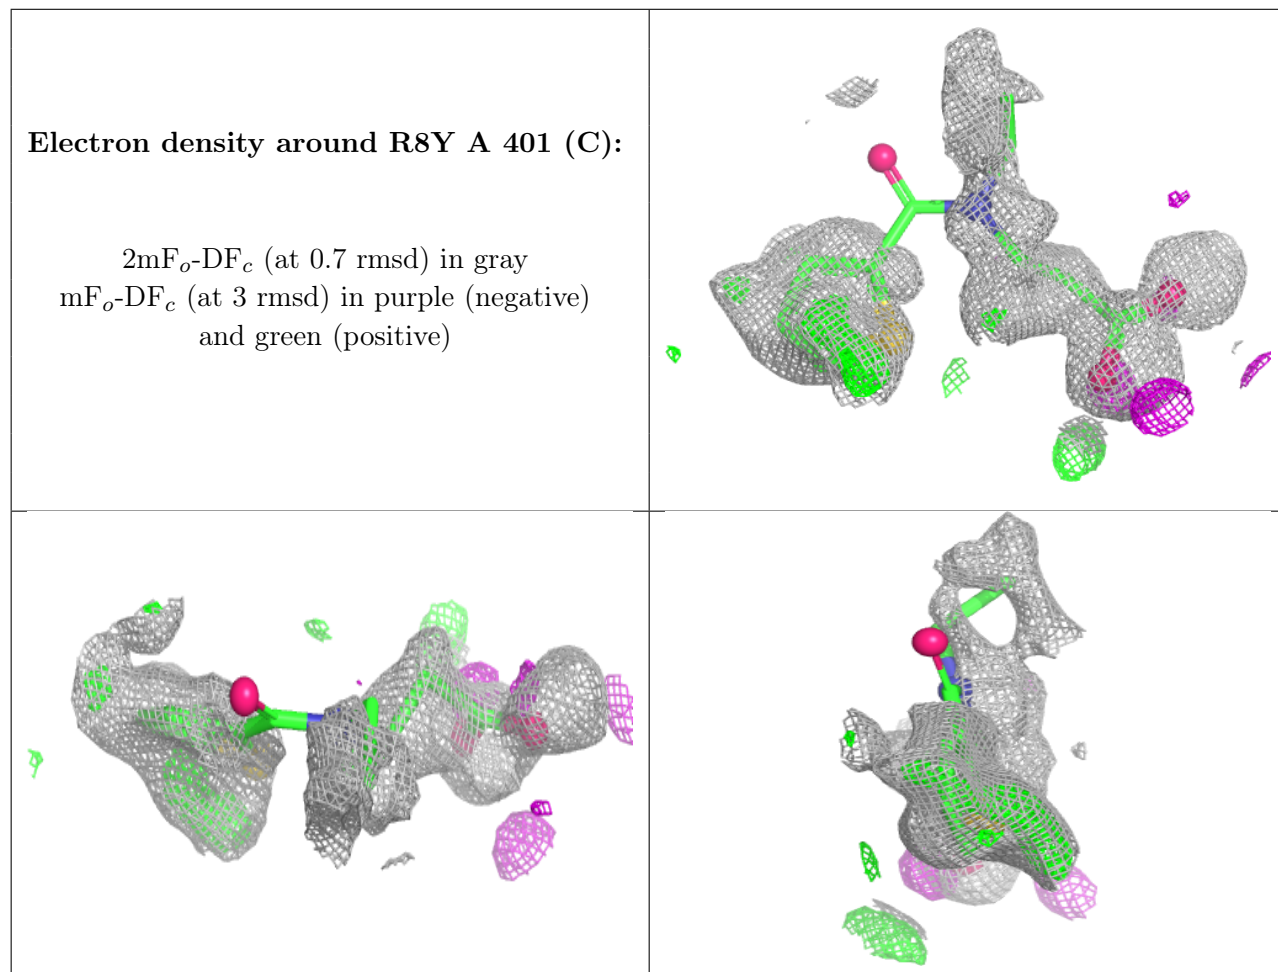 Electron density around R8Y A 401 (C):
2mFo-DFc (at 0.7 rmsd) in gray
mFo-DFc (at 3 rmsd) in purple (negative)
and green (positive)